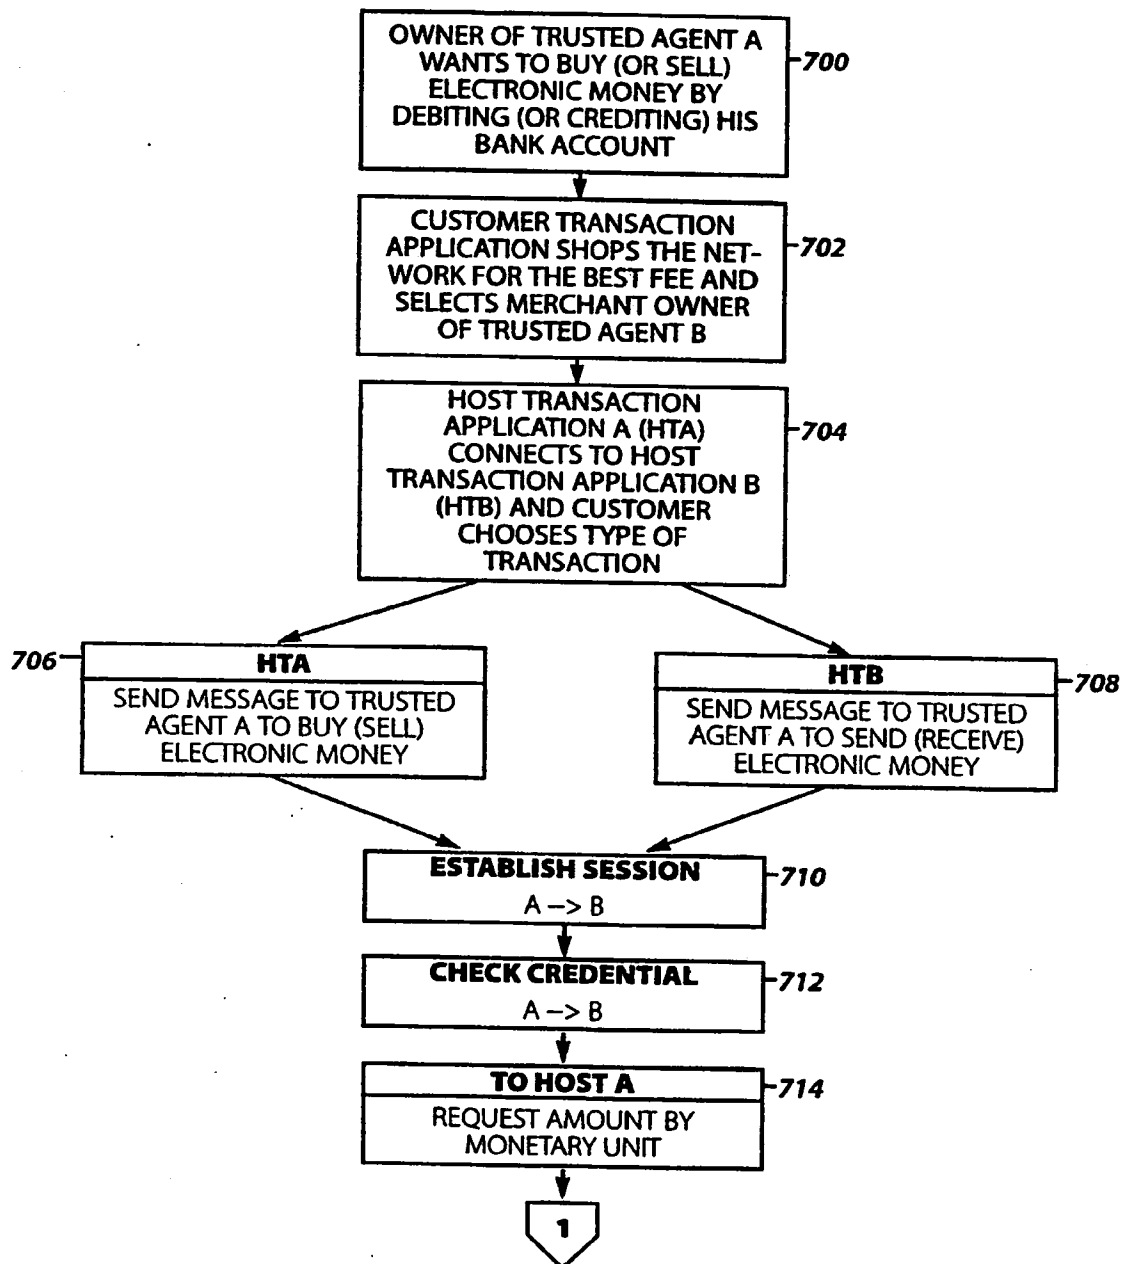 OWNER OF TRUSTED AGENT A
WANTS TO BUY (OR SELL)
ELECTRONIC MONEY BY
DEBITING (OR CREDITING) HIS
BANK ACCOUNT
700
CUSTOMER TRANSACTION
APPLICATION SHOPS THE NET-
WORK FOR THE BEST FEE AND
SELECTS MERCHANT OWNER
OF TRUSTED AGENT B
702
HOST TRANSACTION
APPLICATION A (HTA)
CONNECTS TO HOST
TRANSACTION APPLICATION B
(HTB) AND CUSTOMER
CHOOSES TYPE OF
TRANSACTION
704
706
HTA
SEND MESSAGE TO TRUSTED
AGENT A TO BUY (SELL)
ELECTRONIC MONEY
HTB
708
SEND MESSAGE TO TRUSTED
AGENT A TO SEND (RECEIVE)
ELECTRONIC MONEY
ESTABLISH SESSION
710
A –> B
CHECK CREDENTIAL
712
A –> B
TO HOST A
714
REQUEST AMOUNT BY
MONETARY UNIT
1